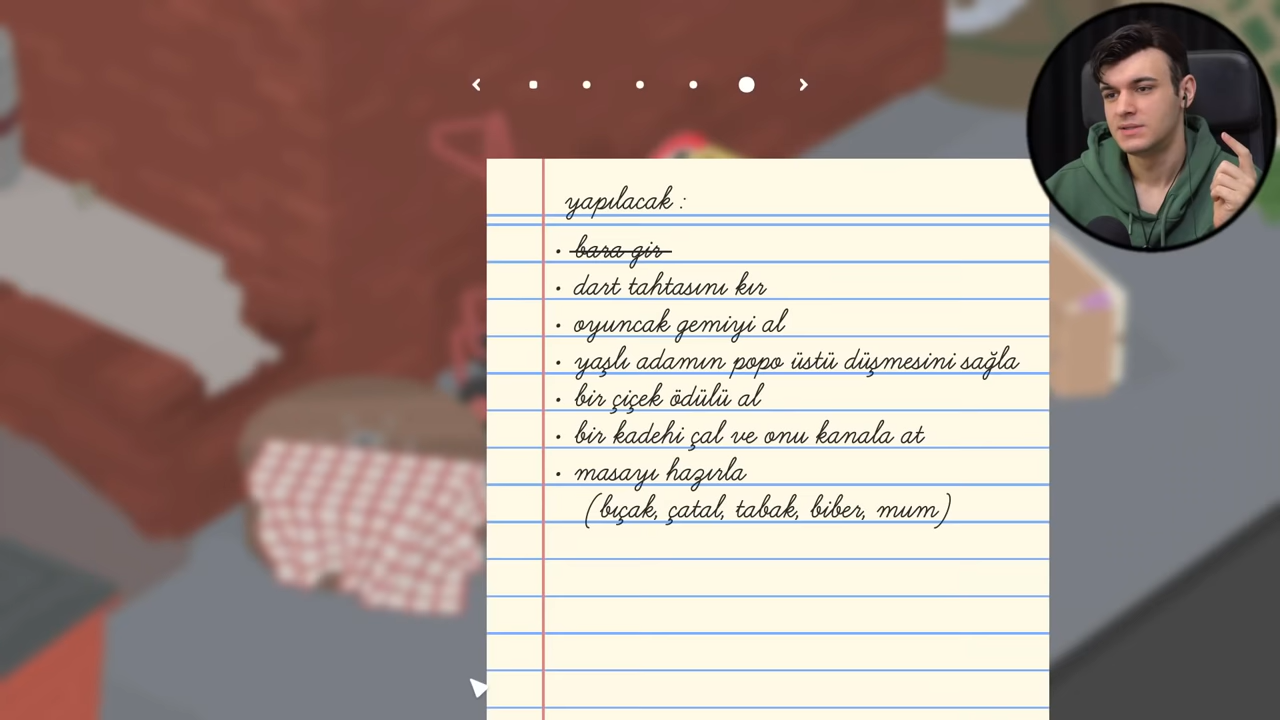 yapılacak :
• bara gir
• dart tahtasını kır
• oyuncak gemiyi al
• yaşlı adamın popo üstü düşmesini sağla
• bir çiçek ödülü al
• bir kadehi çal ve onu kanala at
• masayı hazırla
(bıçak, çatal, tabak, biber, mum)